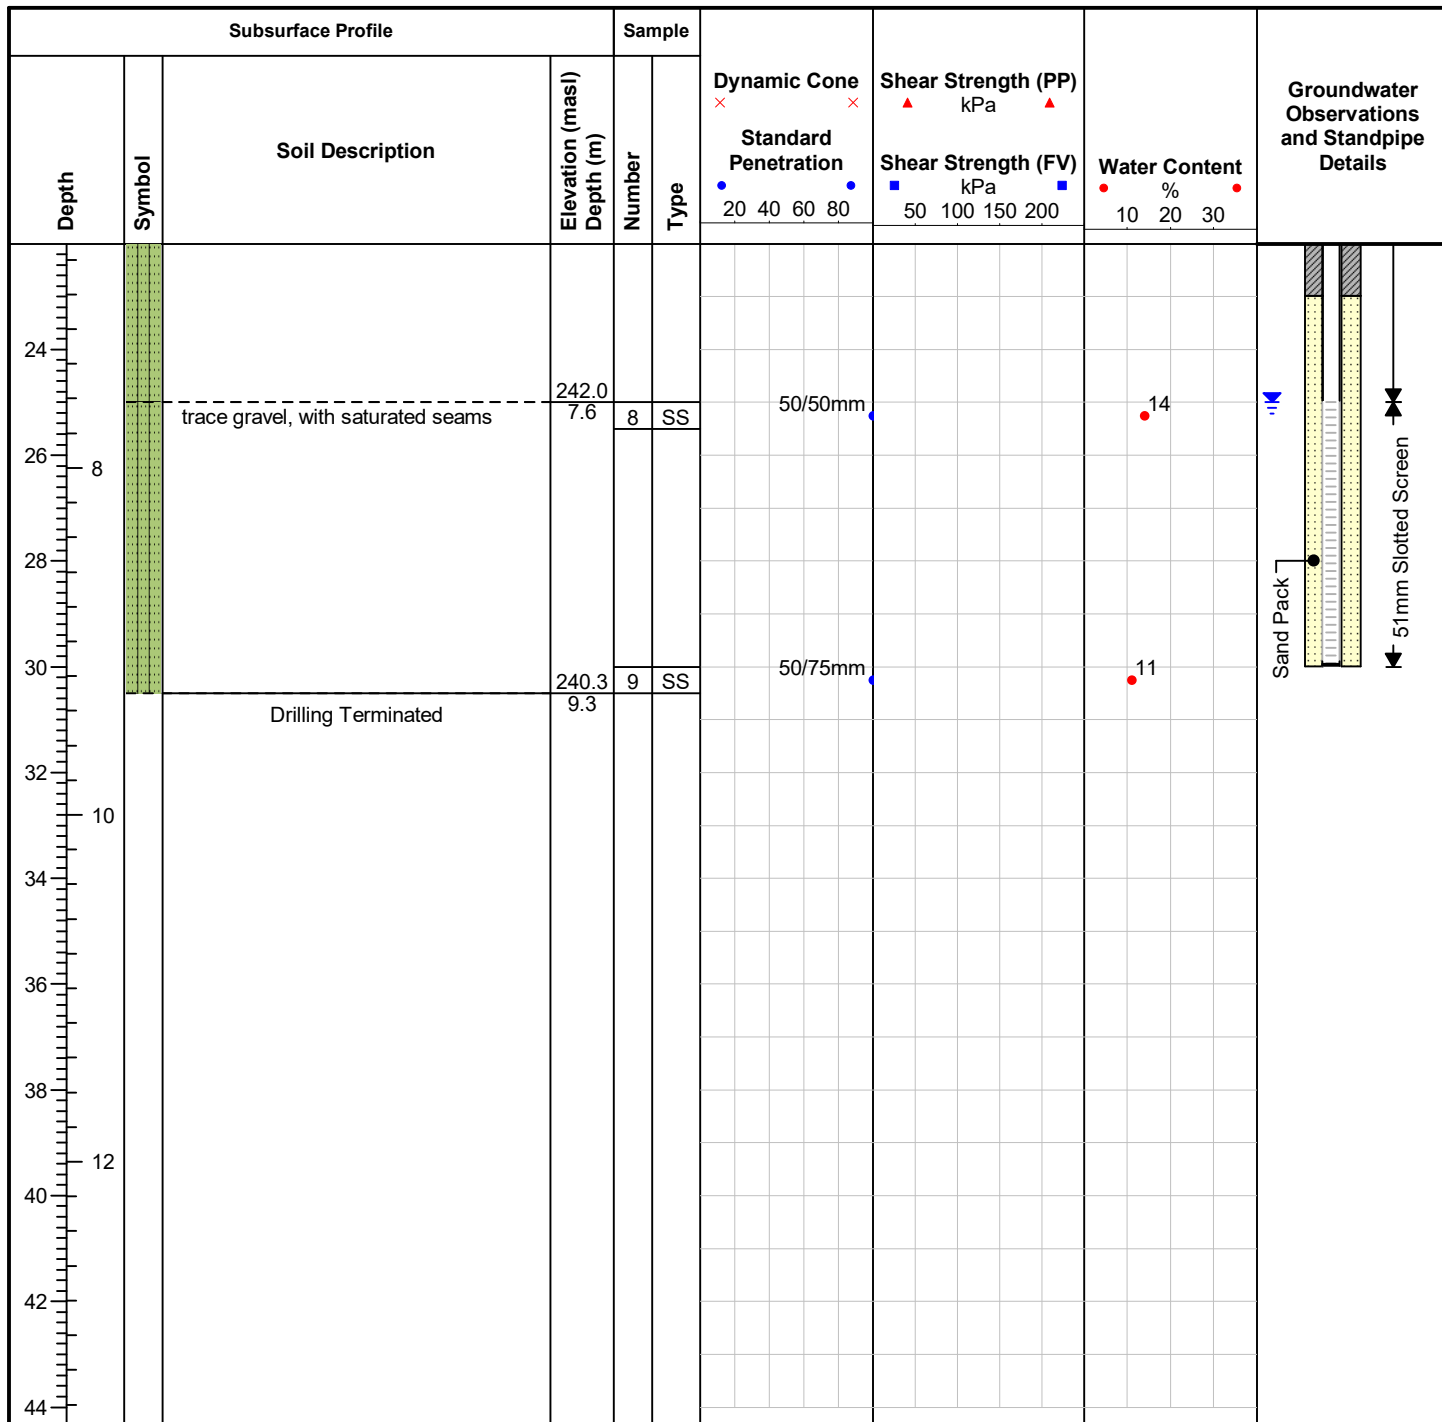 Subsurface Profile
Sample
Depth
Symbol
Soil Description
Elevation (masl)
Depth (m)
Number
Type
Dynamic Cone
Standard
Penetration
20 40 60 80
Shear Strength (PP)
kPa
Shear Strength (FV)
kPa
50 100 150 200
Water Content
%
10 20 30
Groundwater
Observations
and Standpipe
Details
24
242.0
7.6
trace gravel, with saturated seams
8 SS
50/50mm
14
26
8
28
Sand Pack
51mm Slotted Screen
30
240.3
9 SS
50/75mm
11
9.3
Drilling Terminated
32
10
34
36
38
12
40
42
44